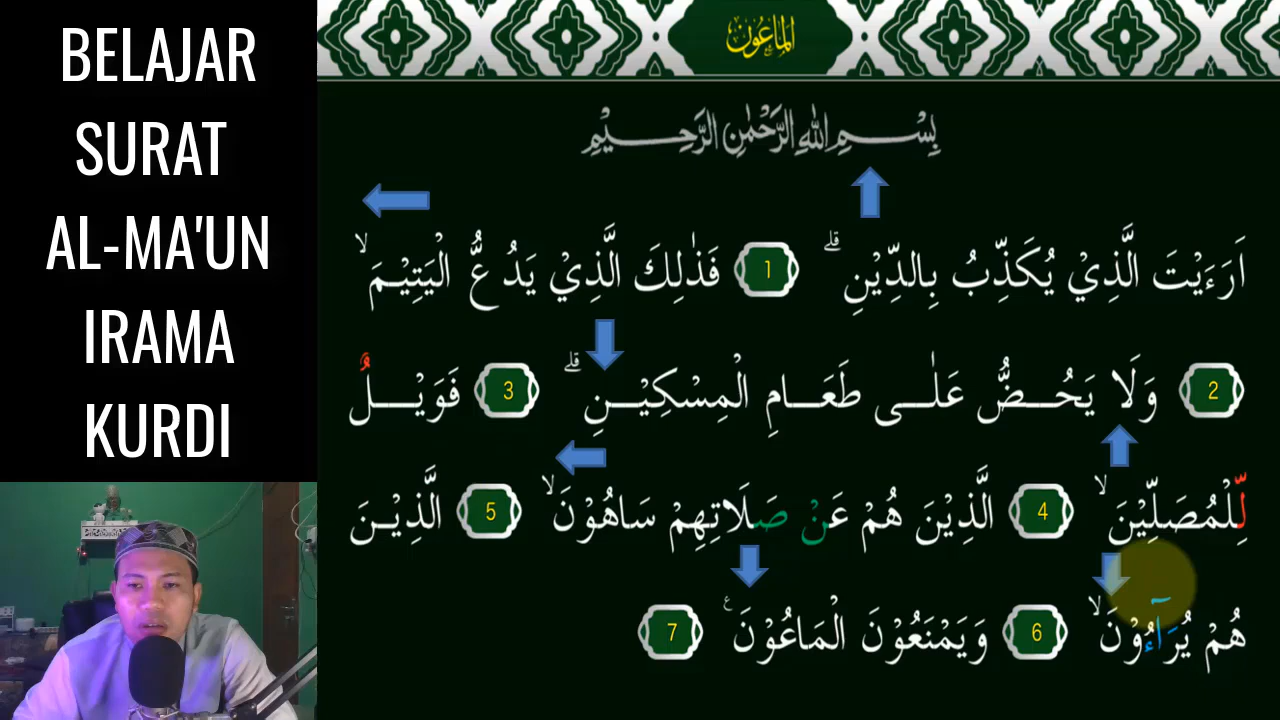 BELAJAR
SURAT
AL-MA'UN
IRAMA
KURDI
الماعون
بِسْمِ اللّٰهِ الرَّحْمٰنِ الرَّحِيْمِ
اَرَءَيْتَ الَّذِيْ يُكَذِّبُ بِالدِّيْنِ ۗ 1 فَذٰلِكَ الَّذِيْ يَدُعُّ الْيَتِيْمَ ۙ
2 وَلَا يَحُضُّ عَلٰى طَعَامِ الْمِسْكِيْنِ ۗ 3 فَوَيْلٌ
لِّلْمُصَلِّيْنَ ۙ 4 الَّذِيْنَ هُمْ عَنْ صَلَاتِهِمْ سَاهُوْنَ ۙ 5 الَّذِيْنَ
هُمْ يُرَآءُوْنَ ۙ 6 وَيَمْنَعُوْنَ الْمَاعُوْنَ ࣖ 7